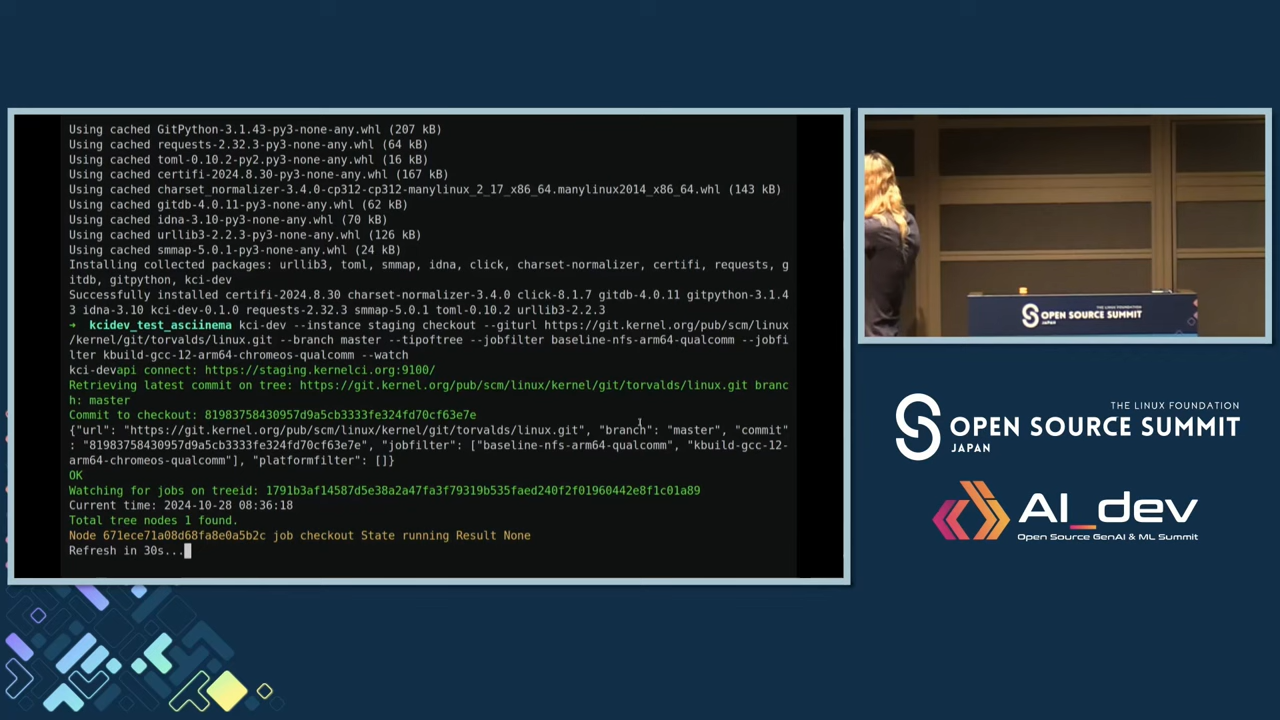 Using cached GitPython-3.1.43-py3-none-any.whl (207 kB)
Using cached requests-2.32.3-py3-none-any.whl (64 kB)
Using cached toml-0.10.2-py2.py3-none-any.whl (16 kB)
Using cached certifi-2024.8.30-py3-none-any.whl (167 kB)
Using cached charset_normalizer-3.4.0-cp312-cp312-manylinux_2_17_x86_64.manylinux2014_x86_64.whl (143 kB)
Using cached gitdb-4.0.11-py3-none-any.whl (62 kB)
Using cached idna-3.10-py3-none-any.whl (70 kB)
Using cached urllib3-2.2.3-py3-none-any.whl (126 kB)
Using cached smmap-5.0.1-py3-none-any.whl (24 kB)
Installing collected packages: urllib3, toml, smmap, idna, click, charset-normalizer, certifi, requests, g
itdb, gitpython, kci-dev
Successfully installed certifi-2024.8.30 charset-normalizer-3.4.0 click-8.1.7 gitdb-4.0.11 gitpython-3.1.4
3 idna-3.10 kci-dev-0.1.0 requests-2.32.3 smmap-5.0.1 toml-0.10.2 urllib3-2.2.3
➜ kcidev_test_asciinema kci-dev --instance staging checkout --giturl https://git.kernel.org/pub/scm/linux
/kernel/git/torvalds/linux.git --branch master --tipoftree --jobfilter baseline-nfs-arm64-qualcomm --jobfi
lter kbuild-gcc-12-arm64-chromeos-qualcomm --watch
kci-devapi connect: https://staging.kernelci.org:9100/
Retrieving latest commit on tree: https://git.kernel.org/pub/scm/linux/kernel/git/torvalds/linux.git branc
h: master
Commit to checkout: 81983758430957d9a5cb3333fe324fd70cf63e7e
{"url": "https://git.kernel.org/pub/scm/linux/kernel/git/torvalds/linux.git", "branch": "master", "commit"
: "81983758430957d9a5cb3333fe324fd70cf63e7e", "jobfilter": ["baseline-nfs-arm64-qualcomm", "kbuild-gcc-12-
arm64-chromeos-qualcomm"], "platformfilter": []}
OK
Watching for jobs on treeid: 1791b3af14587d5e38a2a47fa3f79319b535faed240f2f01960442e8f1c01a89
Current time: 2024-10-28 08:36:18
Total tree nodes 1 found.
Node 671ece71a08d68fa8e0a5b2c job checkout State running Result None
Refresh in 30s...
THE LINUX FOUNDATION
OPEN SOURCE SUMMIT
JAPAN
THE LINUX FOUNDATION
OPEN SOURCE SUMMIT
JAPAN
AI_dev
Open Source GenAI & ML Summit